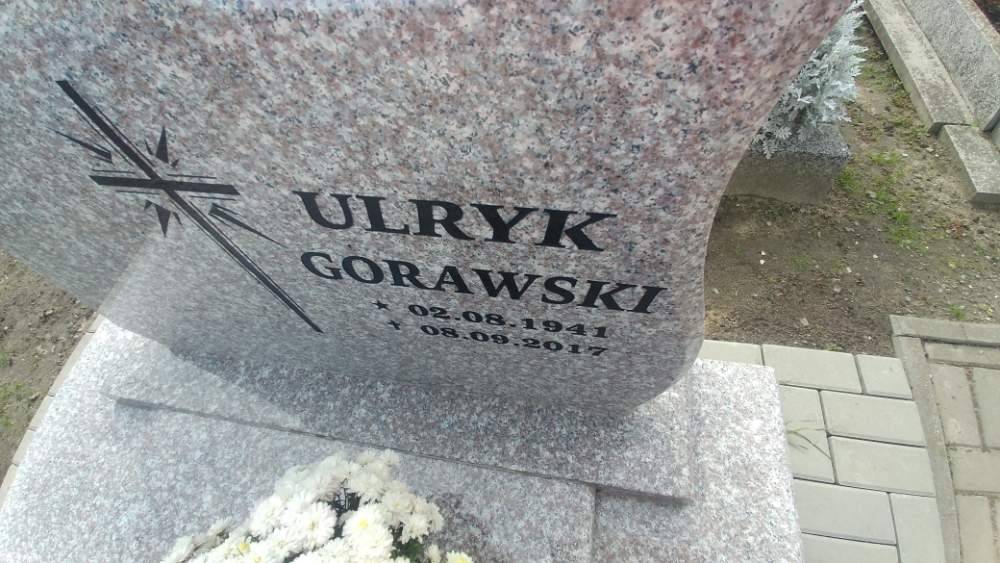 ULRYK
GORAWSKI
★ 02.08.1941
✝ 08.09.2017